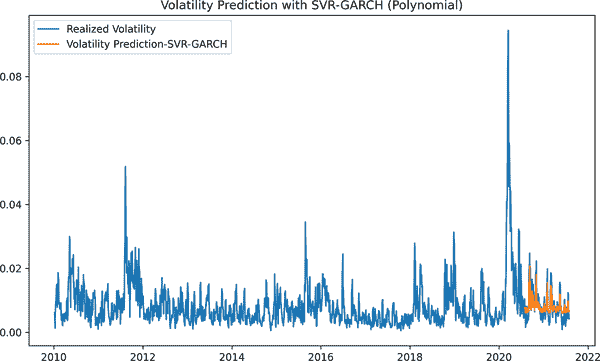 Volatility Prediction with SVR-GARCH (Polynomial)
Realized Volatility
Volatility Prediction-SVR-GARCH
0.08
0.06
0.04
0.02
0.00
2010 2012 2014 2016 2018 2020 2022